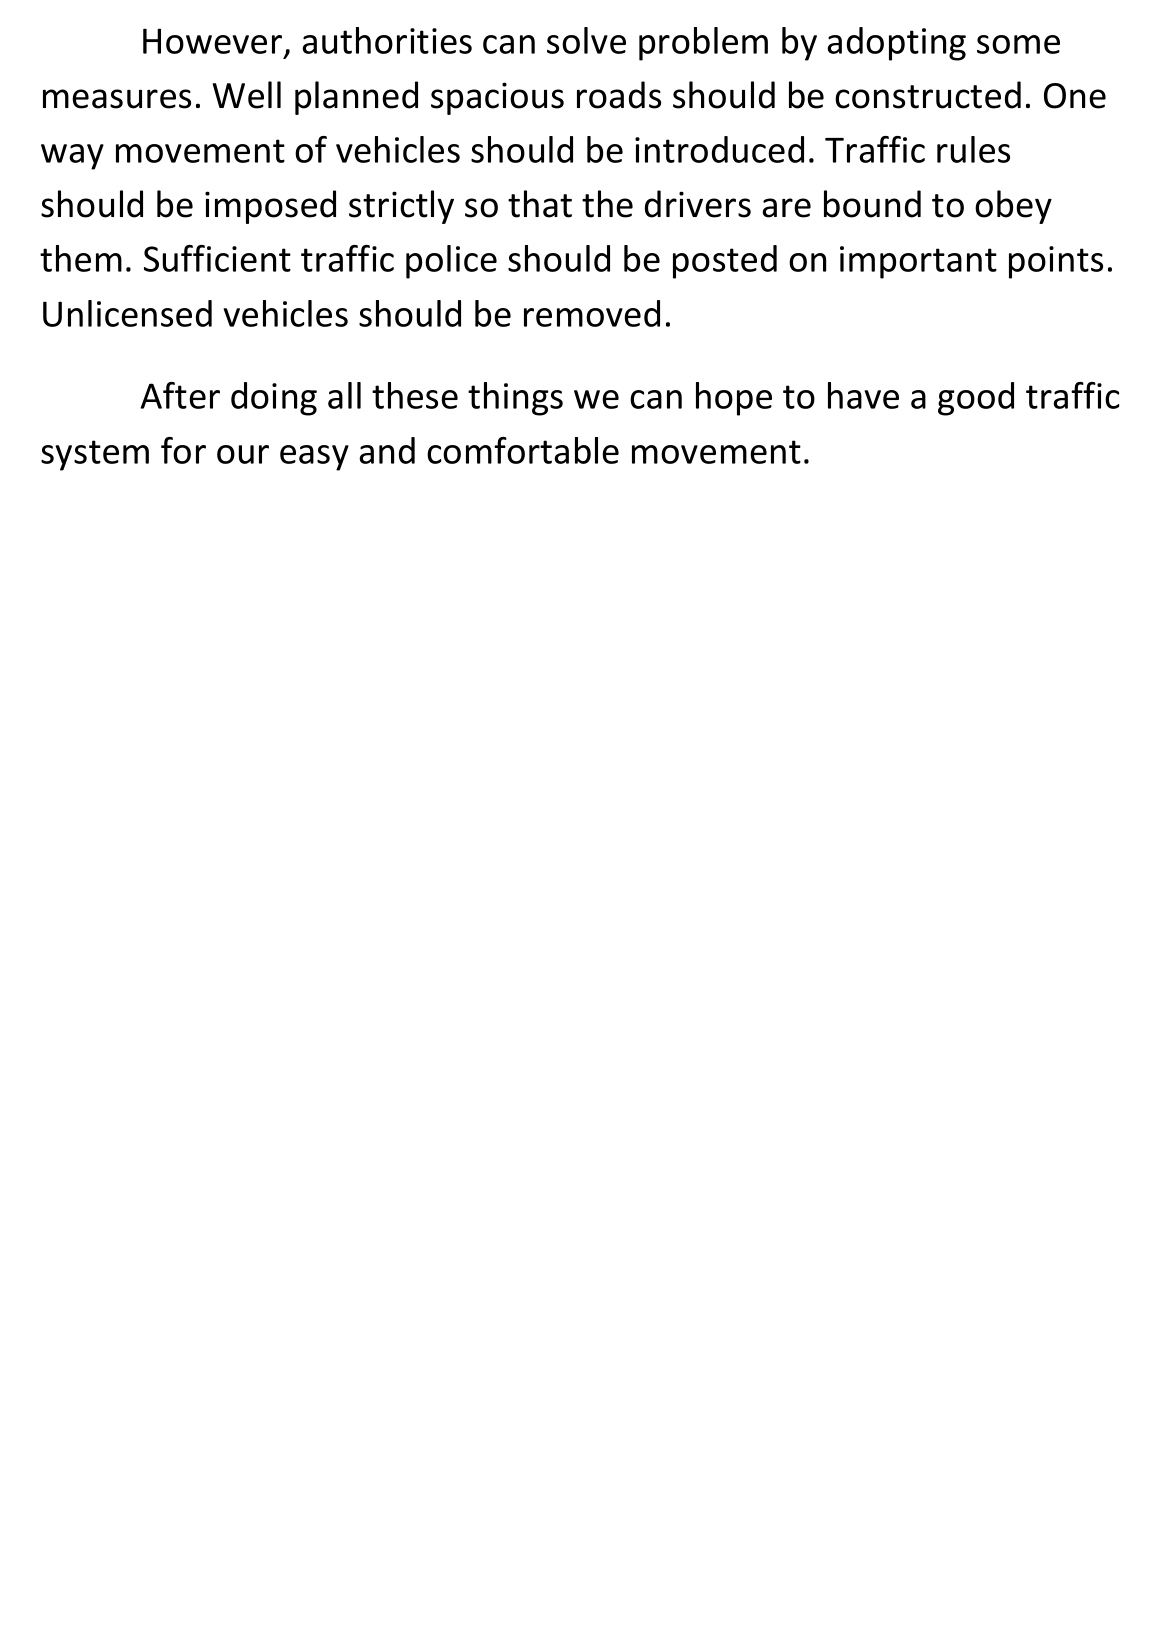 However, authorities can solve problem by adopting some
measures. Well planned spacious roads should be constructed. One
way movement of vehicles should be introduced. Traffic rules
should be imposed strictly so that the drivers are bound to obey
them. Sufficient traffic police should be posted on important points.
Unlicensed vehicles should be removed.
After doing all these things we can hope to have a good traffic
system for our easy and comfortable movement.